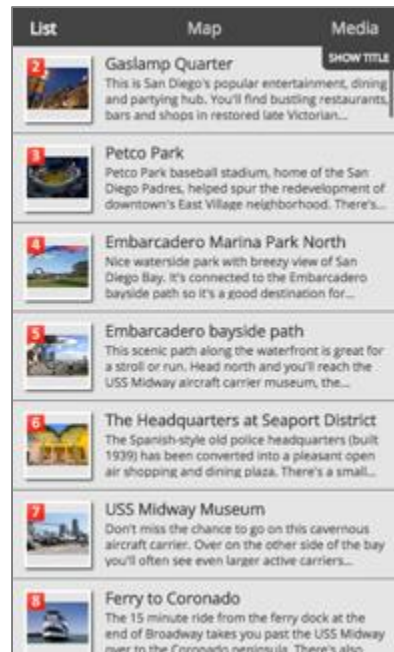 List Map Media
SHOW TITLE
2
Gaslamp Quarter
This is San Diego's popular entertainment, dining
and partying hub. You'll find bustling restaurants,
bars and shops in restored late Victorian...
3
Petco Park
Petco Park baseball stadium, home of the San
Diego Padres, helped spur the redevelopment of
downtown's East Village neighborhood. There's...
4
Embarcadero Marina Park North
Nice waterside park with breezy view of San
Diego Bay. It's connected to the Embarcadero
bayside path so it's a good destination for...
5
Embarcadero bayside path
This scenic path along the waterfront is great for
a stroll or run. Head north and you'll reach the
USS Midway aircraft carrier museum, the...
6
The Headquarters at Seaport District
The Spanish-style old police headquarters (built
1939) has been converted into a pleasant open
air shopping and dining plaza. There's a small...
7
USS Midway Museum
Don't miss the chance to go on this cavernous
aircraft carrier. Over on the other side of the bay
you'll often see even larger active carriers...
8
Ferry to Coronado
The 15 minute ride from the ferry dock at the
end of Broadway takes you past the USS Midway
over to the Coronado peninsula. There's also